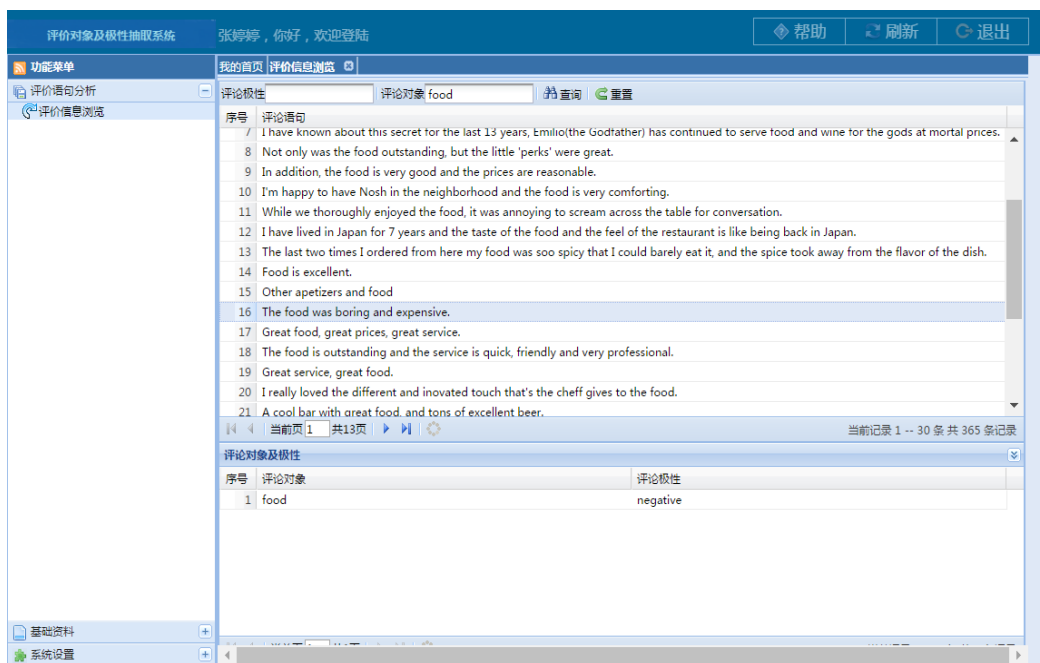 评价对象及极性抽取系统 张婷婷，你好，欢迎登陆 帮助 刷新 退出
功能菜单 我的首页 评价信息浏览
评价语句分析 评论极性 评论对象 food 查询 重置
评价信息浏览
序号 评论语句
7 I have known about this secret for the last 13 years, Emilio(the Godfather) has continued to serve food and wine for the gods at mortal prices.
8 Not only was the food outstanding, but the little 'perks' were great.
9 In addition, the food is very good and the prices are reasonable.
10 I'm happy to have Nosh in the neighborhood and the food is very comforting.
11 While we thoroughly enjoyed the food, it was annoying to scream across the table for conversation.
12 I have lived in Japan for 7 years and the taste of the food and the feel of the restaurant is like being back in Japan.
13 The last two times I ordered from here my food was soo spicy that I could barely eat it, and the spice took away from the flavor of the dish.
14 Food is excellent.
15 Other apetizers and food
16 The food was boring and expensive.
17 Great food, great prices, great service.
18 The food is outstanding and the service is quick, friendly and very professional.
19 Great service, great food.
20 I really loved the different and inovated touch that's the cheff gives to the food.
21 A cool bar with great food, and tons of excellent beer.
当前页 1 共13页 当前记录 1 -- 30 条 共 365 条记录
评论对象及极性
序号 评论对象 评论极性
1 food negative
基础资料
系统设置